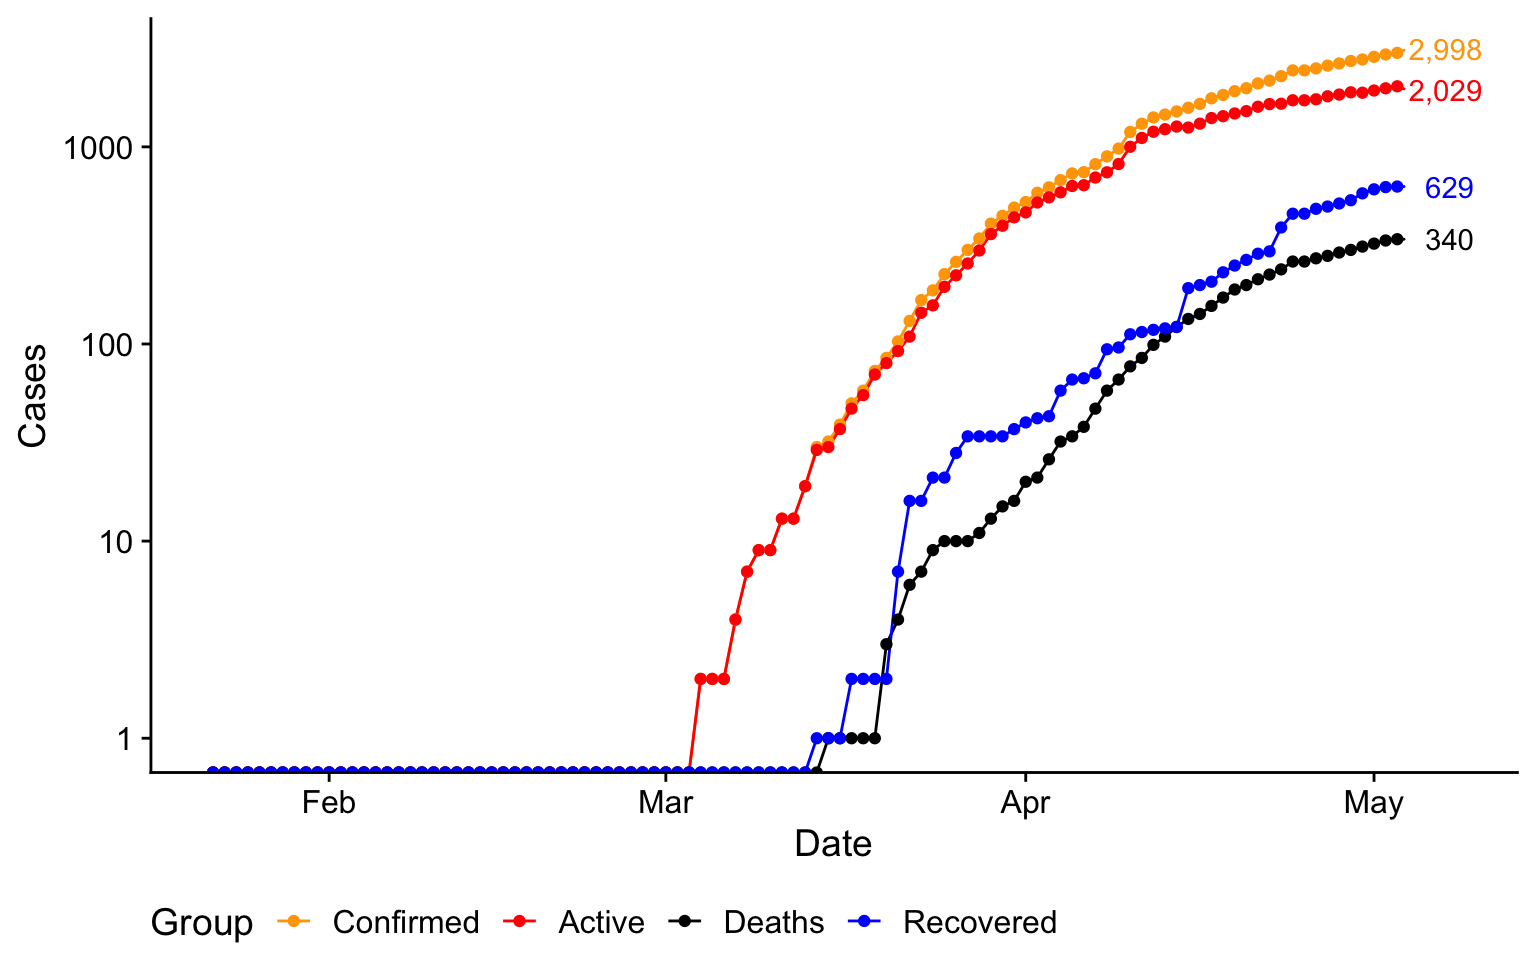 2,998
2,029
1000
629
340
100
Cases
10
1
Feb Mar Apr May
Date
Group Confirmed Active Deaths Recovered